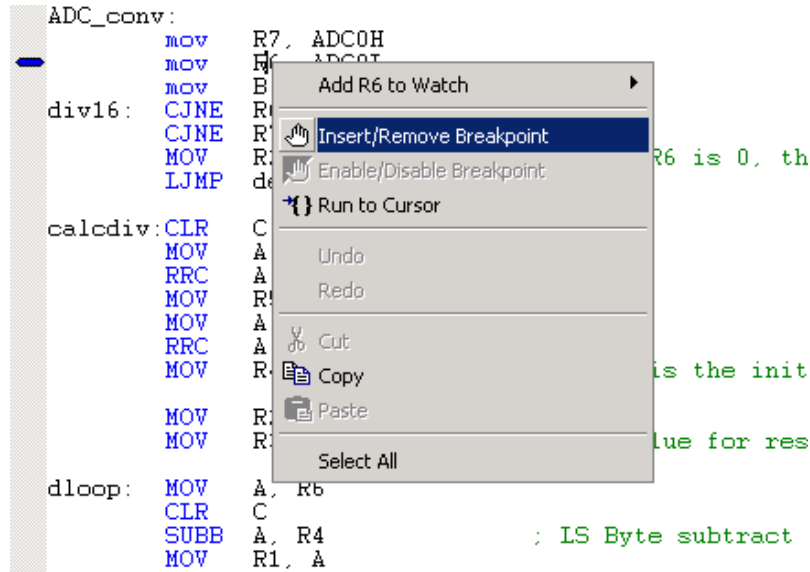 ADC_conv:
mov R7, ADC0H
mov
mov B
div16: CJNE
CJNE
MOV R6 is 0, th
LJMP
calcdiv:CLR C
MOV A
RRC A
MOV
MOV A
RRC A
MOV is the init
MOV
MOV lue for res
dloop: MOV A, R6
CLR C
SUBB A, R4 ; LS Byte subtract
MOV R1, A
Add R6 to Watch
Insert/Remove Breakpoint
Enable/Disable Breakpoint
Run to Cursor
Undo
Redo
Cut
Copy
Paste
Select All